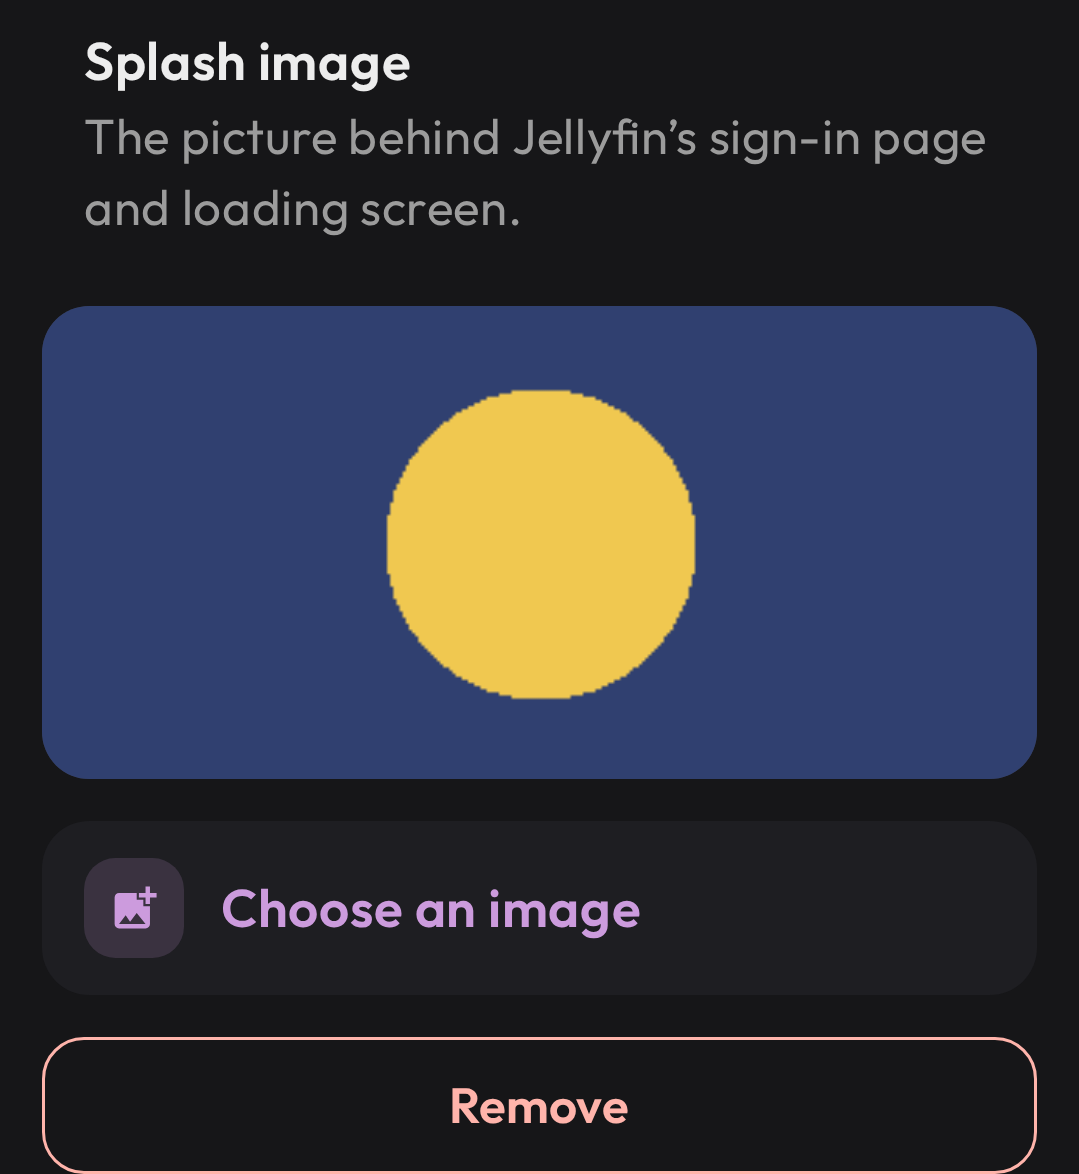 Splash image
The picture behind Jellyfin’s sign-in page
and loading screen.
Choose an image
Remove